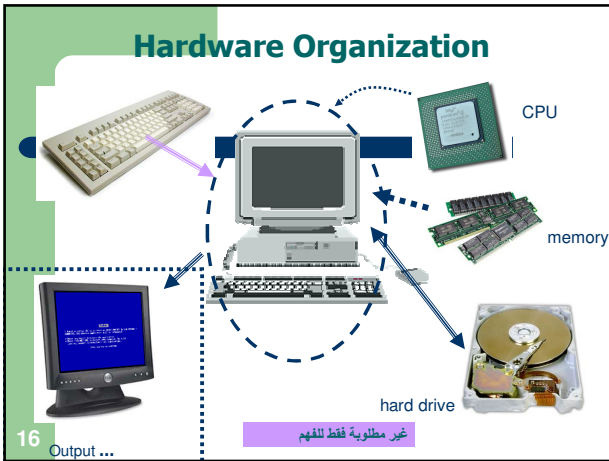 Hardware Organization
CPU
memory
hard drive
غير مطلوبة فقط للفهم
16
Output ...